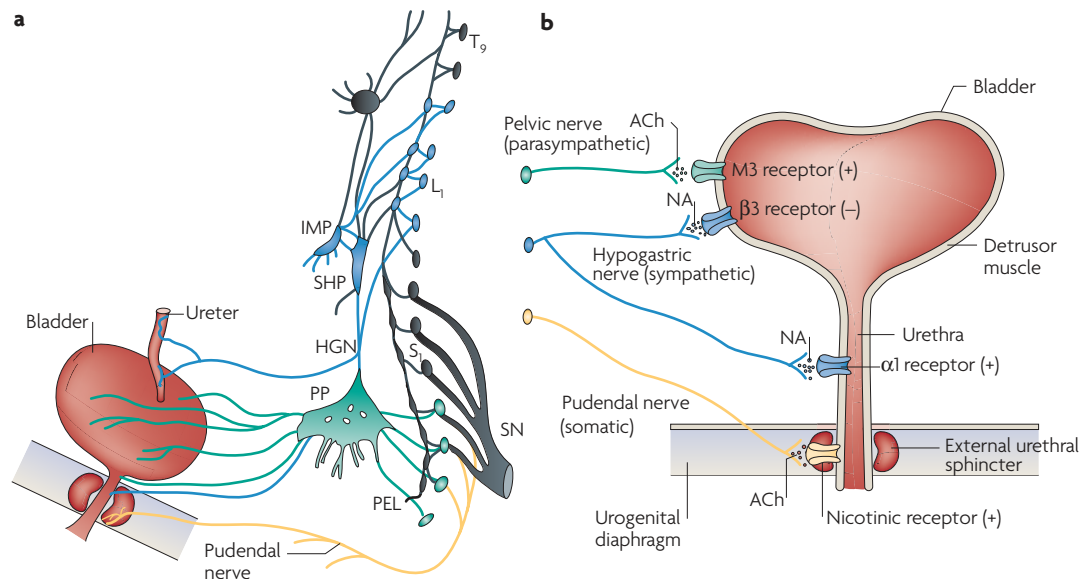 a
T9
L1
IMP
SHP
Ureter
Bladder
HGN
S1
PP
SN
PEL
Pudendal
nerve
b
Bladder
ACh
Pelvic nerve
(parasympathetic)
M3 receptor (+)
NA
β3 receptor (–)
Hypogastric
nerve (sympathetic)
Detrusor
muscle
Urethra
NA
α1 receptor (+)
Pudendal nerve
(somatic)
External urethral
sphincter
ACh
Urogenital
diaphragm
Nicotinic receptor (+)